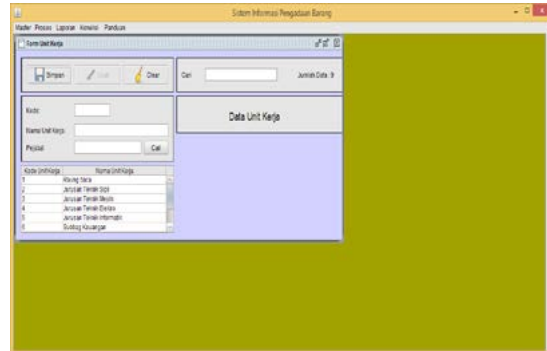 Sistem Informasi Pengadaan Barang
Master Proses Laporan Koneksi Panduan
Form Unit Kerja
Simpan Clear
Cari Jumlah Data 9
Kode
Nama Unit Kerja
Pejabat Cari
Data Unit Kerja
Kode Unit Kerja Nama Unit Kerja
1
2 Jurusan Teknik Sipil
3 Jurusan Teknik Mesin
4 Jurusan Teknik Elektro
5 Jurusan Teknik Informatik
6 Subbag Keuangan